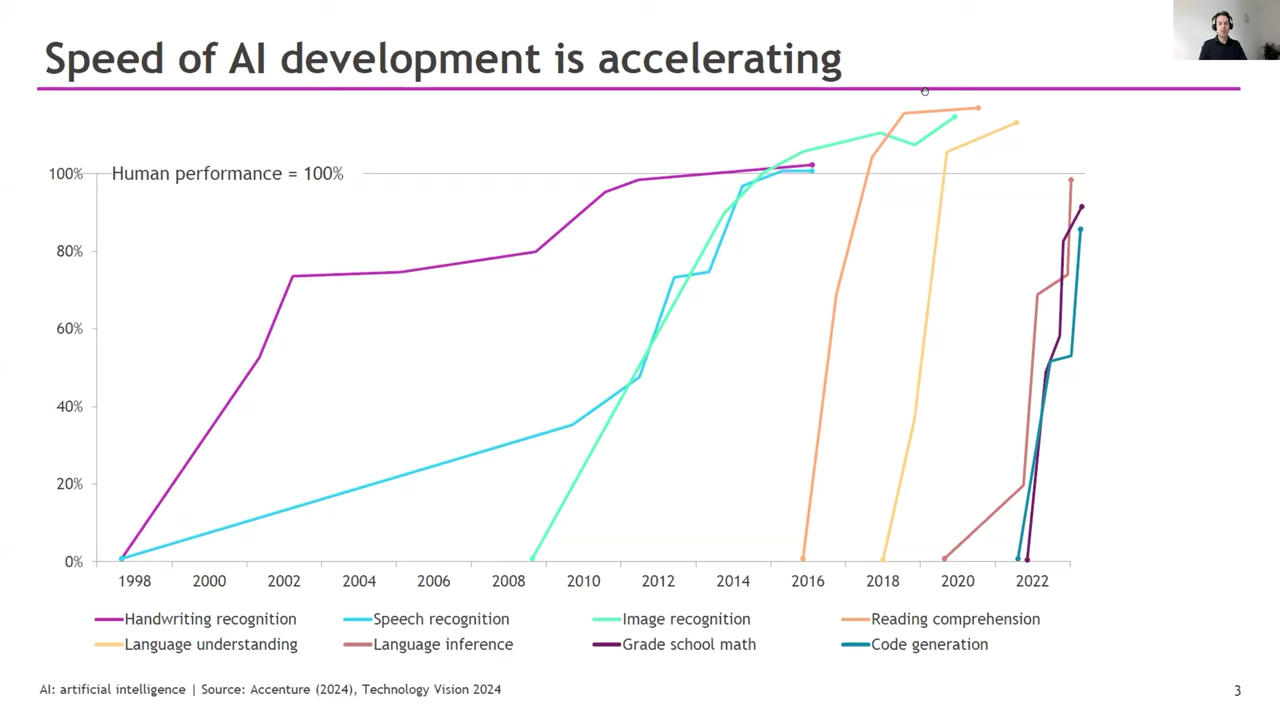 Speed of AI development is accelerating
100%
Human performance = 100%
80%
60%
40%
20%
0%
1998 2000 2002 2004 2006 2008 2010 2012 2014 2016 2018 2020 2022
Handwriting recognition Speech recognition Image recognition Reading comprehension
Language understanding Language inference Grade school math Code generation
AI: artificial intelligence | Source: Accenture (2024), Technology Vision 2024
3